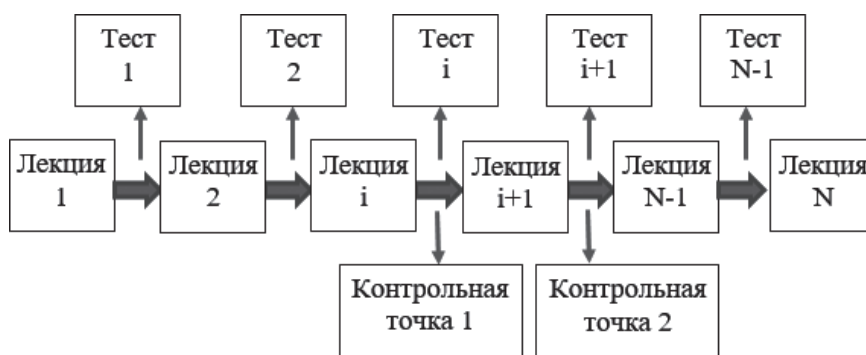 Тест
1
Тест
2
Тест
i
Тест
i+1
Тест
N-1
Лекция
1
Лекция
2
Лекция
i
Лекция
i+1
Лекция
N-1
Лекция
N
Контрольная
точка 1
Контрольная
точка 2